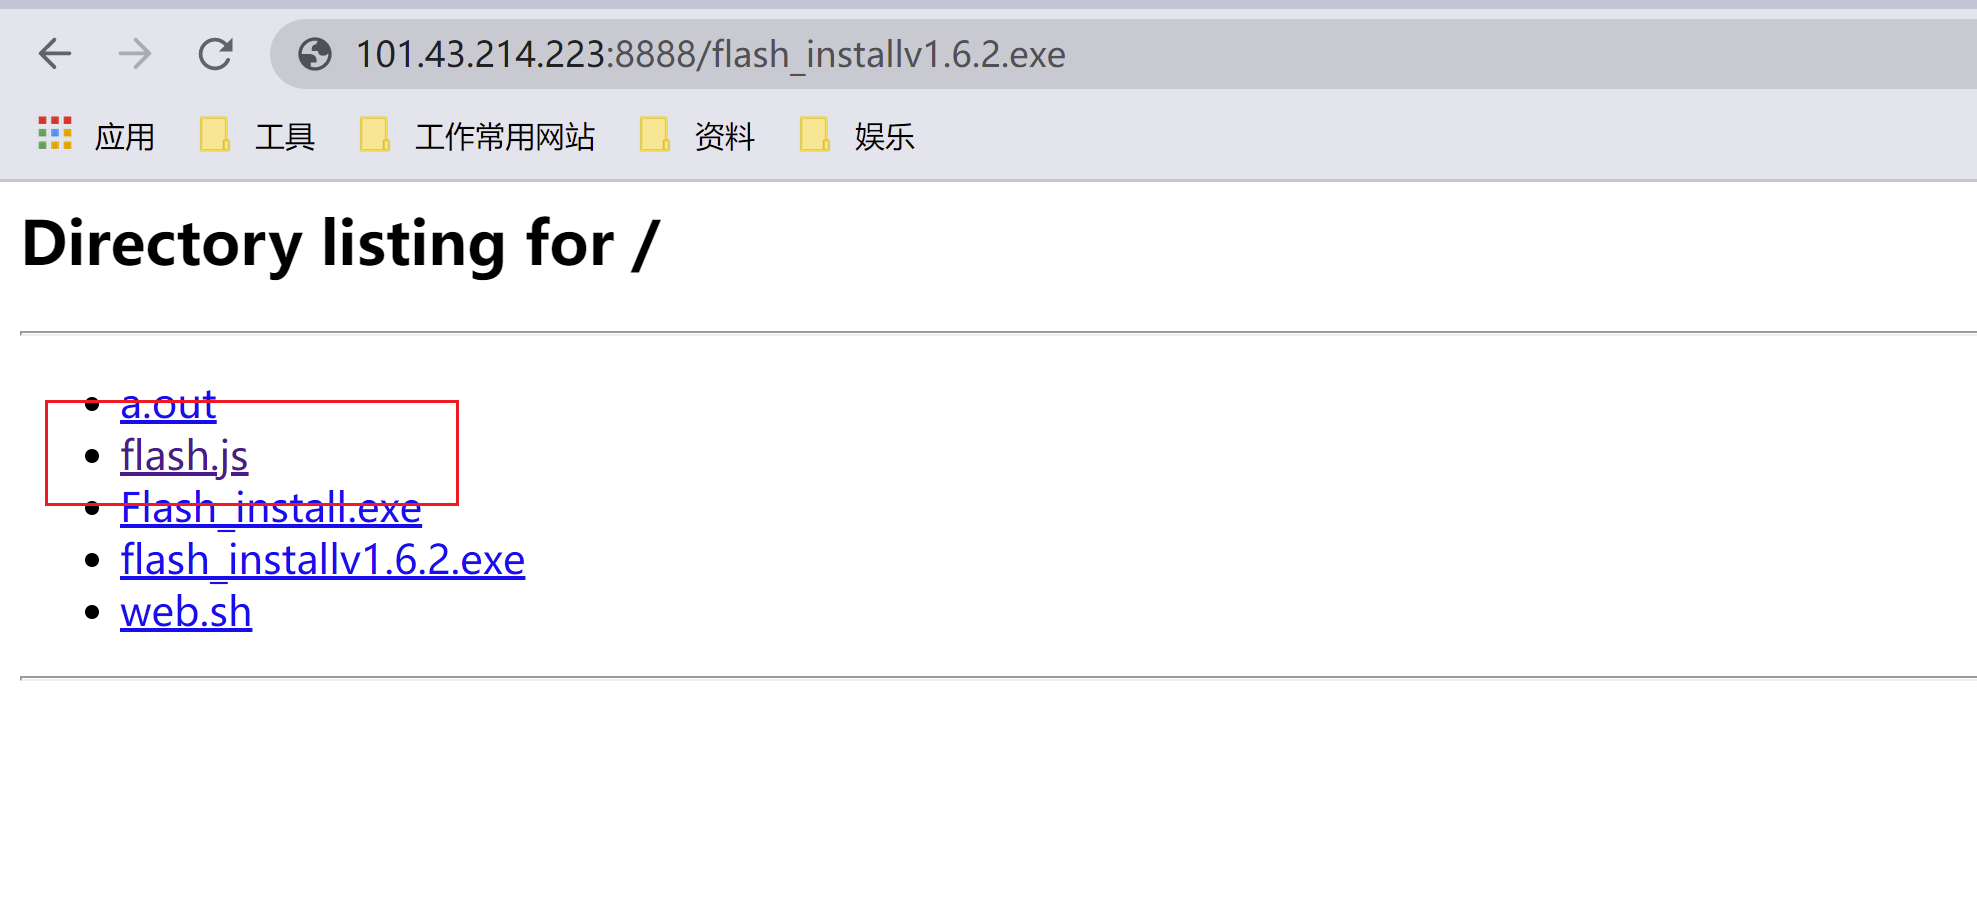 101.43.214.223:8888/flash_installv1.6.2.exe
应用 工具 工作常用网站 资料 娱乐
Directory listing for /
a.out
flash.js
Flash_install.exe
flash_installv1.6.2.exe
web.sh